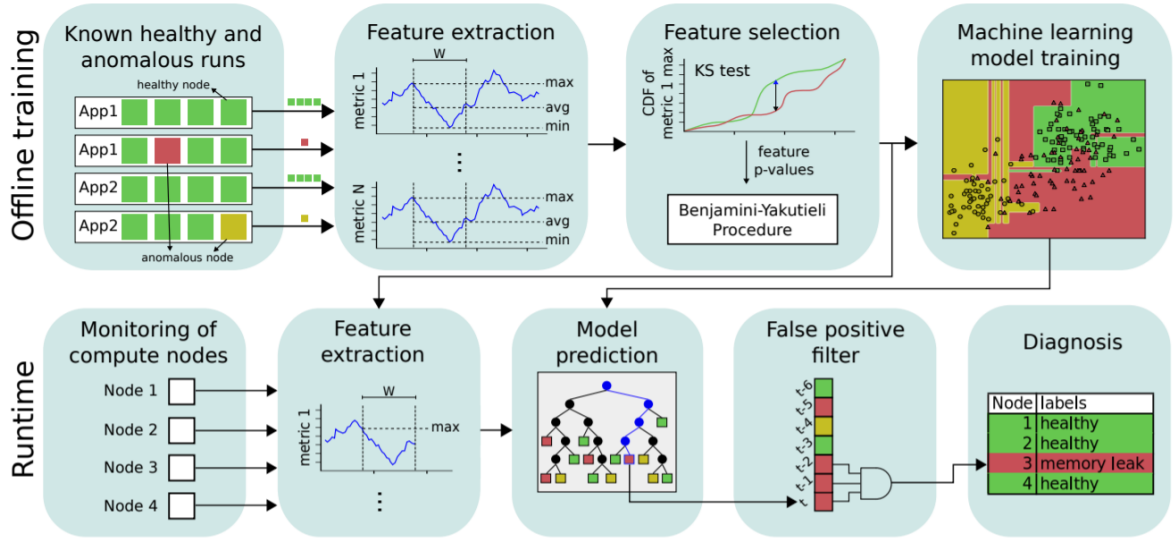 Offline training
Known healthy and
anomalous runs
healthy node
App1
App1
App2
App2
anomalous node
Feature extraction
W
metric 1
max
avg
min
...
metric N
max
avg
min
Feature selection
KS test
CDF of
metric 1 max
feature
p-values
Benjamini-Yakutieli
Procedure
Machine learning
model training
Runtime
Monitoring of
compute nodes
Node 1
Node 2
Node 3
Node 4
Feature
extraction
W
metric 1
max
...
Model
prediction
False positive
filter
t-6
t-5
t-4
t-3
t-2
t-1
t
Diagnosis
Node labels
1 healthy
2 healthy
3 memory leak
4 healthy